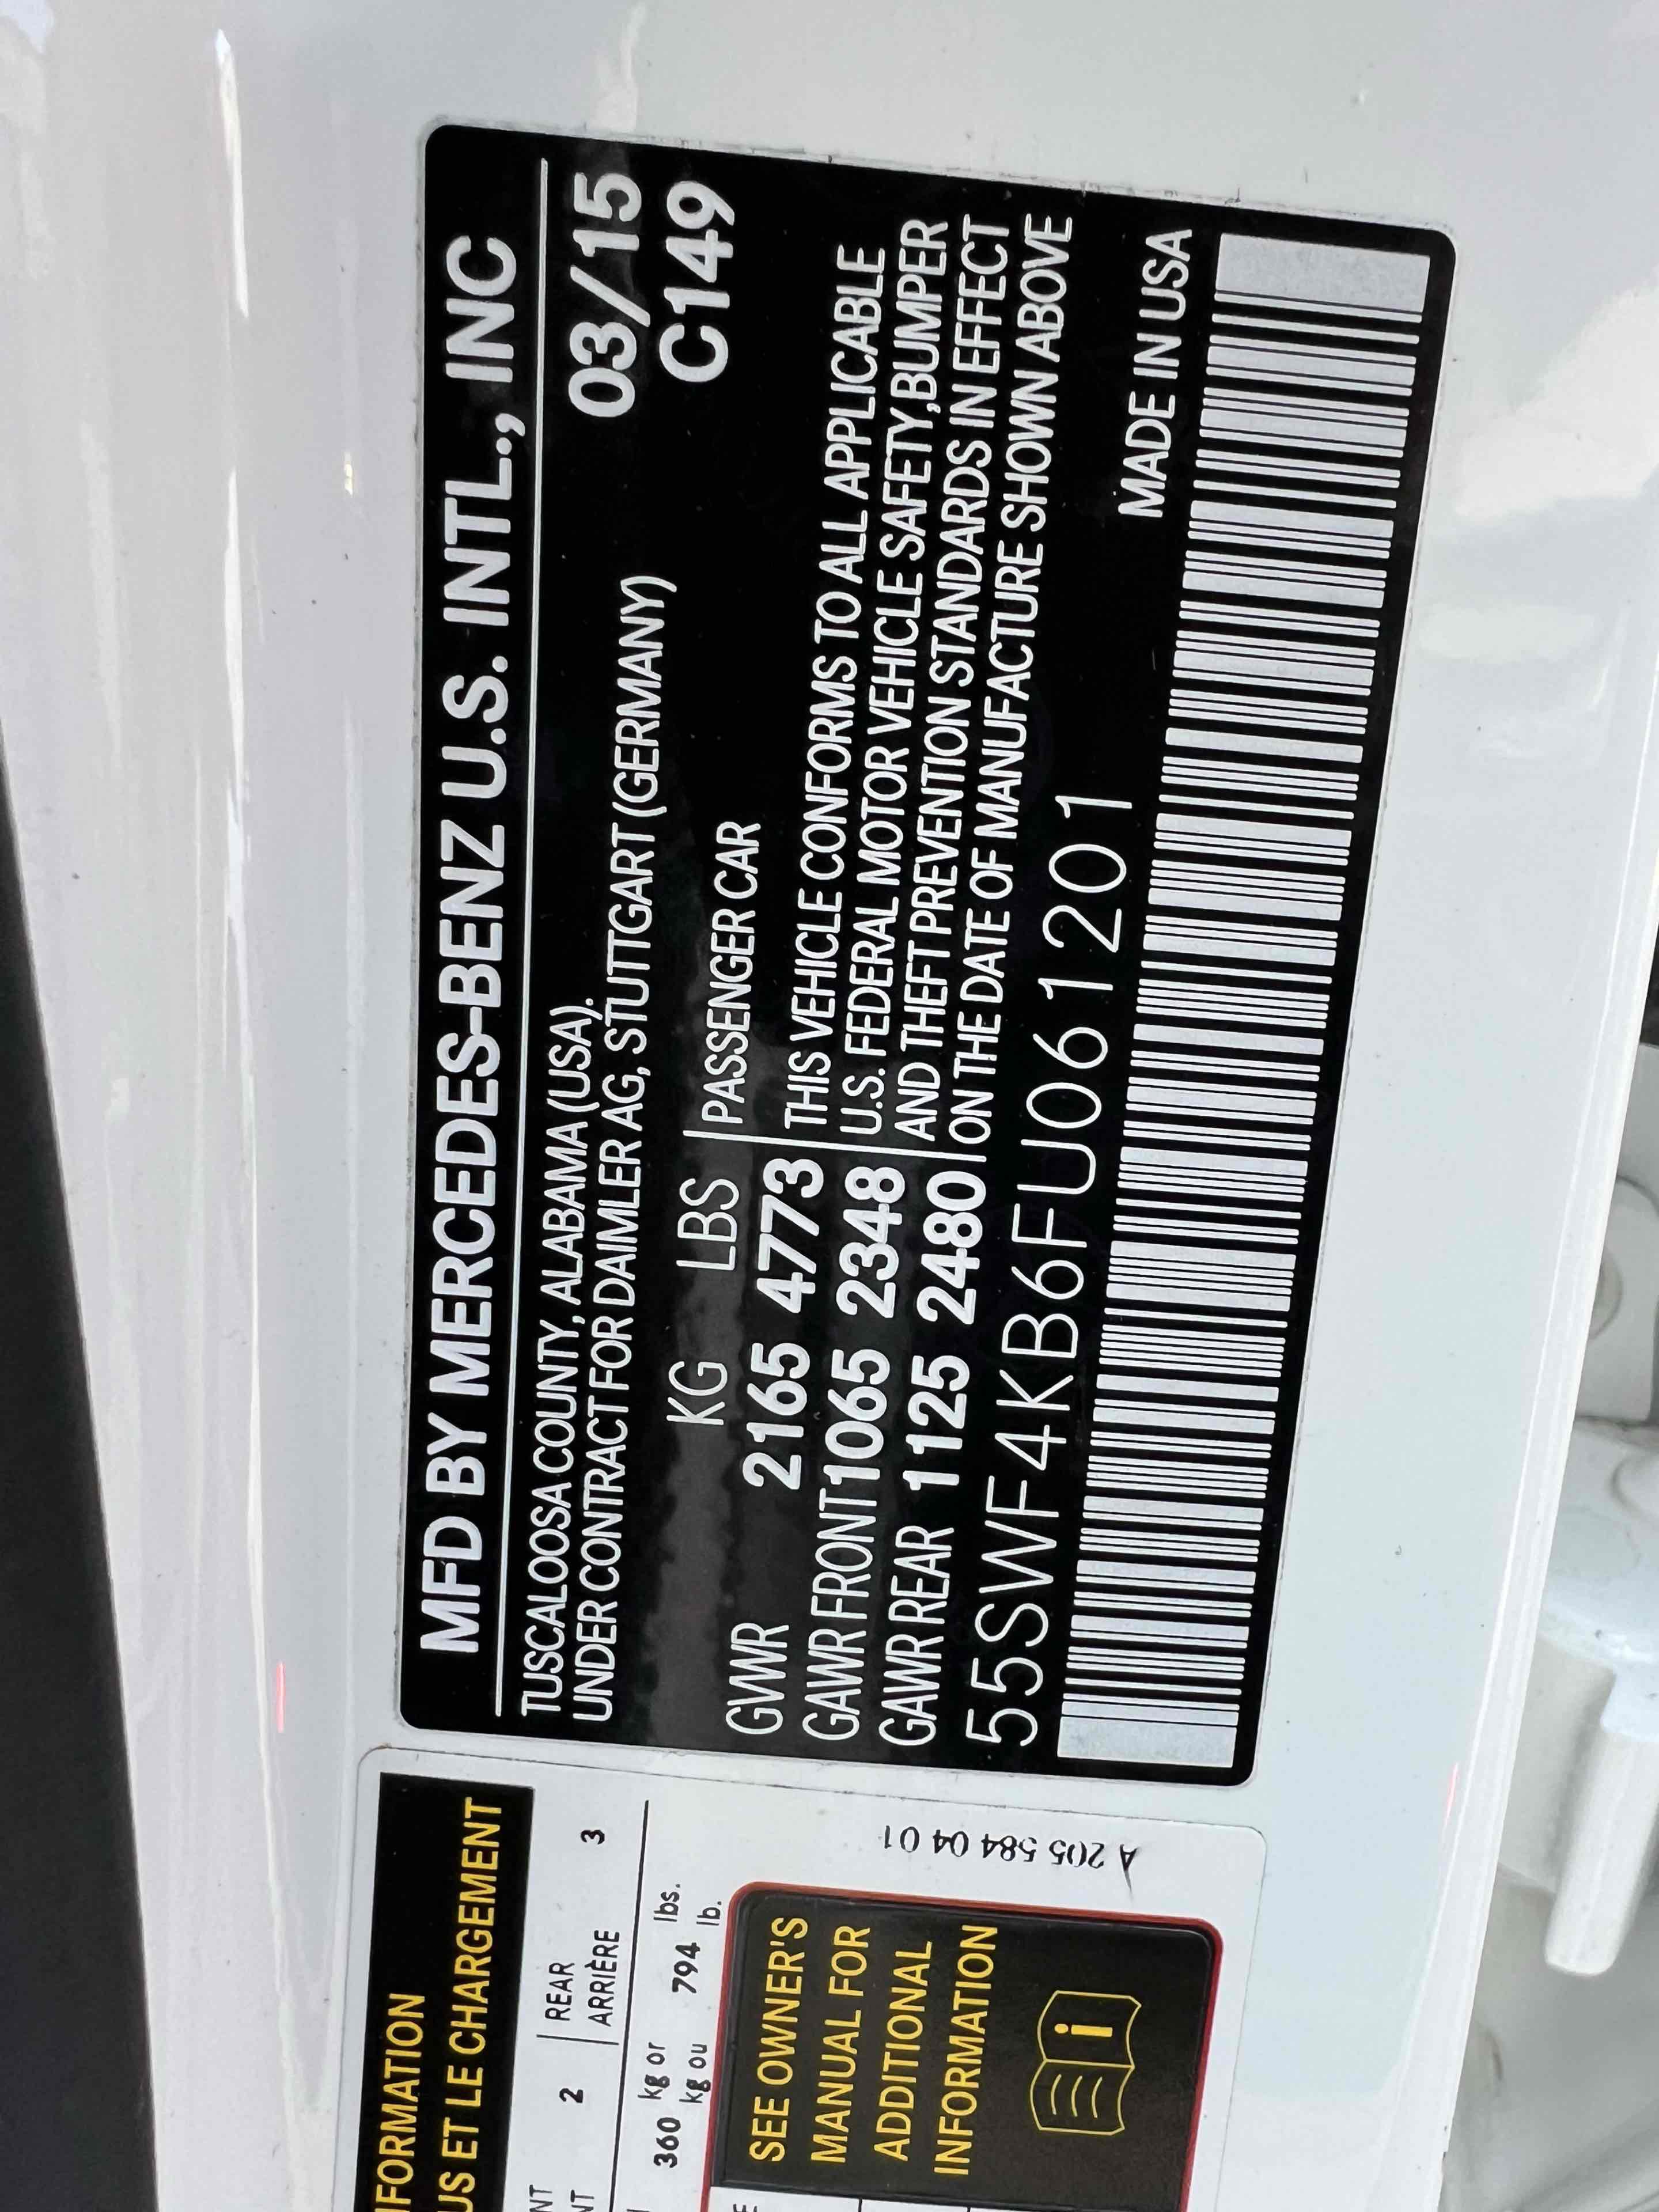 MFD BY MERCEDES-BENZ U.S. INTL., INC
TUSCALOOSA COUNTY, ALABAMA (USA). 03/15
UNDER CONTRACT FOR DAIMLER AG, STUTTGART (GERMANY) C149
KG LBS PASSENGER CAR
GWR 2165 4773
GAWR FRONT 1065 2348
GAWR REAR 1125 2480
THIS VEHICLE CONFORMS TO ALL APPLICABLE
U.S. FEDERAL MOTOR VEHICLE SAFETY,BUMPER
AND THEFT PREVENTION STANDARDS IN EFFECT
ON THE DATE OF MANUFACTURE SHOWN ABOVE
55SWF4KB6FU061201
MADE IN USA
ET LE CHARGEMENT
2 REAR 3
ARRIÈRE
360 kg or 794 lbs.
kg ou lb.
SEE OWNER'S
MANUAL FOR
ADDITIONAL
INFORMATION
A 205 584 04 01